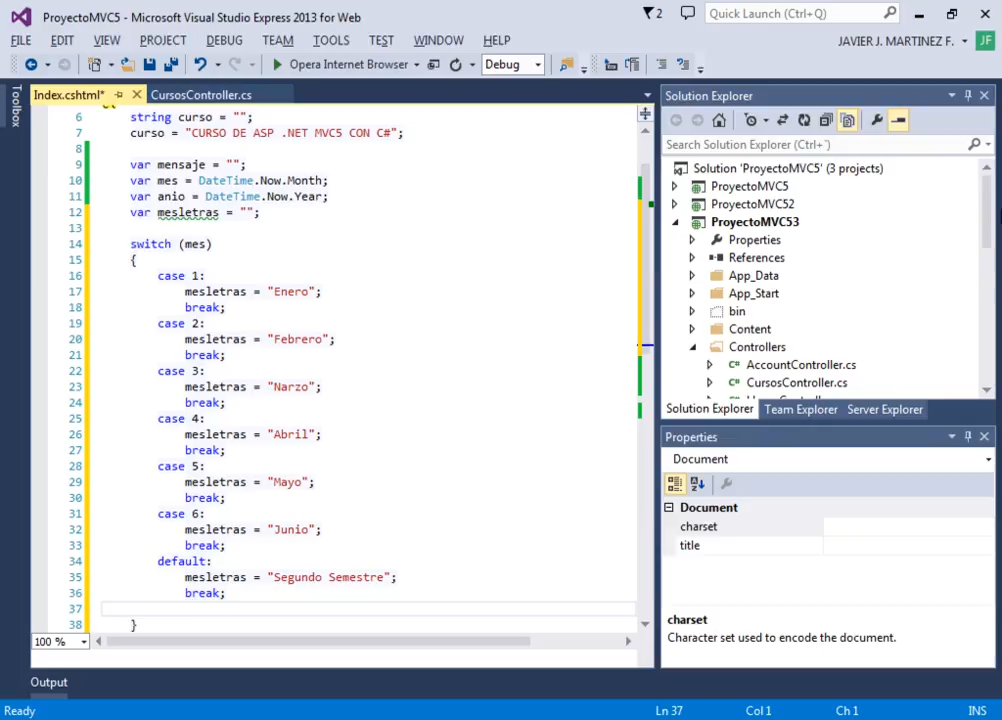 ProyectoMVC5 - Microsoft Visual Studio Express 2013 for Web
2
Quick Launch (Ctrl+Q)
FILE EDIT VIEW PROJECT DEBUG TEAM TOOLS TEST WINDOW HELP
JAVIER J. MARTINEZ F. JF
Opera Internet Browser Debug
Toolbox
Index.cshtml* CursosController.cs
6 string curso = "";
7 curso = "CURSO DE ASP .NET MVC5 CON C#";
8
9 var mensaje = "";
10 var mes = DateTime.Now.Month;
11 var anio = DateTime.Now.Year;
12 var mesletras = "";
13
14 switch (mes)
15 {
16 case 1:
17 mesletras = "Enero";
18 break;
19 case 2:
20 mesletras = "Febrero";
21 break;
22 case 3:
23 mesletras = "Narzo";
24 break;
25 case 4:
26 mesletras = "Abril";
27 break;
28 case 5:
29 mesletras = "Mayo";
30 break;
31 case 6:
32 mesletras = "Junio";
33 break;
34 default:
35 mesletras = "Segundo Semestre";
36 break;
37
38 }
100 %
Output
Solution Explorer
Search Solution Explorer (Ctrl+¨)
Solution 'ProyectoMVC5' (3 projects)
ProyectoMVC5
ProyectoMVC52
ProyectoMVC53
Properties
References
App_Data
App_Start
bin
Content
Controllers
AccountController.cs
CursosController.cs
Solution Explorer Team Explorer Server Explorer
Properties
Document
Document
charset
title
charset
Character set used to encode the document.
Ready Ln 37 Col 1 Ch 1 INS